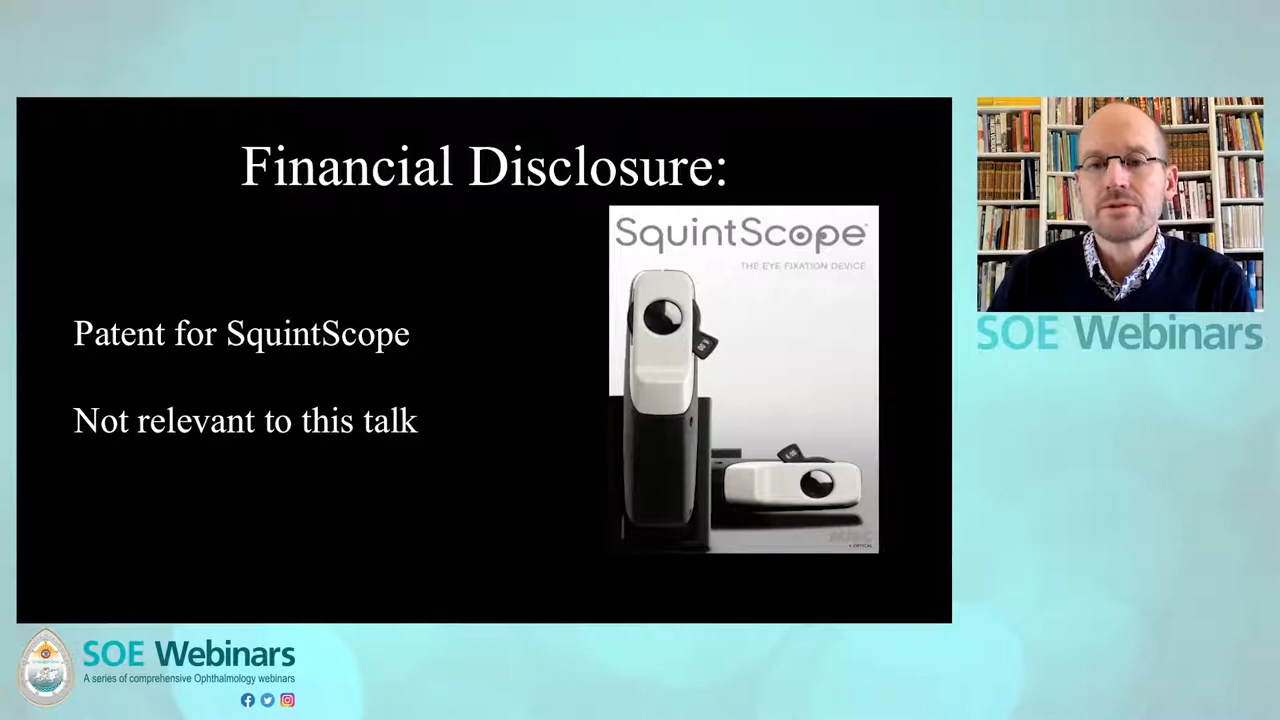 Financial Disclosure:
SquintScope
THE EYE FIXATION DEVICE
Patent for SquintScope
Not relevant to this talk
OPTICAL
SOE Webinars
SOE Webinars
A series of comprehensive Ophthalmology webinars